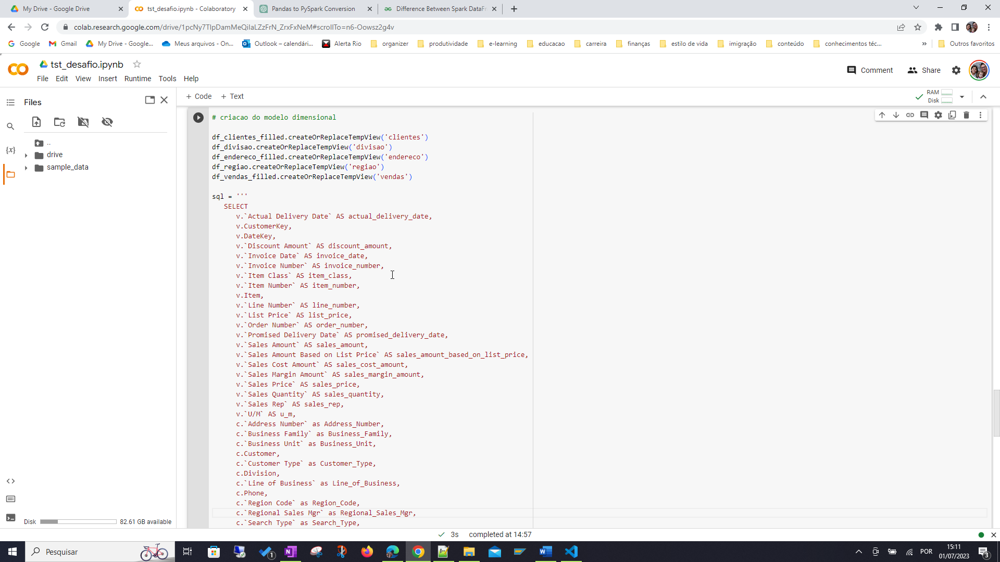 My Drive - Google Drive
tst_desafio.ipynb - Colaboratory
Pandas to PySpark Conversion
Difference Between Spark DataFr
colab.research.google.com/drive/1pcNy7TIpDamMeQiIaLZzFrN_ZrxFxNeM#scrollTo=n6-Oowsz2g4v
Google
Gmail
My Drive - Google...
Meus arquivos - On...
Outlook – calendári...
Alerta Rio
organizer
produtividade
e-learning
educacao
carreira
finanças
estilo de vida
imigração
conteúdo
conhecimentos téc...
»
Outros favoritos
tst_desafio.ipynb
File Edit View Insert Runtime Tools Help
Comment
Share
Files
+ Code + Text
RAM
Disk
..
drive
sample_data
{x}
# criacao do modelo dimensional
df_clientes_filled.createOrReplaceTempView('clientes')
df_divisao.createOrReplaceTempView('divisao')
df_endereco_filled.createOrReplaceTempView('endereco')
df_regiao.createOrReplaceTempView('regiao')
df_vendas_filled.createOrReplaceTempView('vendas')
sql = '''
SELECT
v.`Actual Delivery Date` AS actual_delivery_date,
v.CustomerKey,
v.DateKey,
v.`Discount Amount` AS discount_amount,
v.`Invoice Date` AS invoice_date,
v.`Invoice Number` AS invoice_number,
v.`Item Class` AS item_class,
v.`Item Number` AS item_number,
v.Item,
v.`Line Number` AS line_number,
v.`List Price` AS list_price,
v.`Order Number` AS order_number,
v.`Promised Delivery Date` AS promised_delivery_date,
v.`Sales Amount` AS sales_amount,
v.`Sales Amount Based on List Price` AS sales_amount_based_on_list_price,
v.`Sales Cost Amount` AS sales_cost_amount,
v.`Sales Margin Amount` AS sales_margin_amount,
v.`Sales Price` AS sales_price,
v.`Sales Quantity` AS sales_quantity,
v.`Sales Rep` AS sales_rep,
v.`U/M` AS u_m,
c.`Address Number` as Address_Number,
c.`Business Family` as Business_Family,
c.`Business Unit` as Business_Unit,
c.Customer,
c.`Customer Type` as Customer_Type,
c.Division,
c.`Line of Business` as Line_of_Business,
c.Phone,
c.`Region Code` as Region_Code,
c.`Regional Sales Mgr` as Regional_Sales_Mgr,
c.`Search Type` as Search_Type,
Disk
82.61 GB available
3s completed at 14:57
Pesquisar
1
POR
15:11
01/07/2023
3